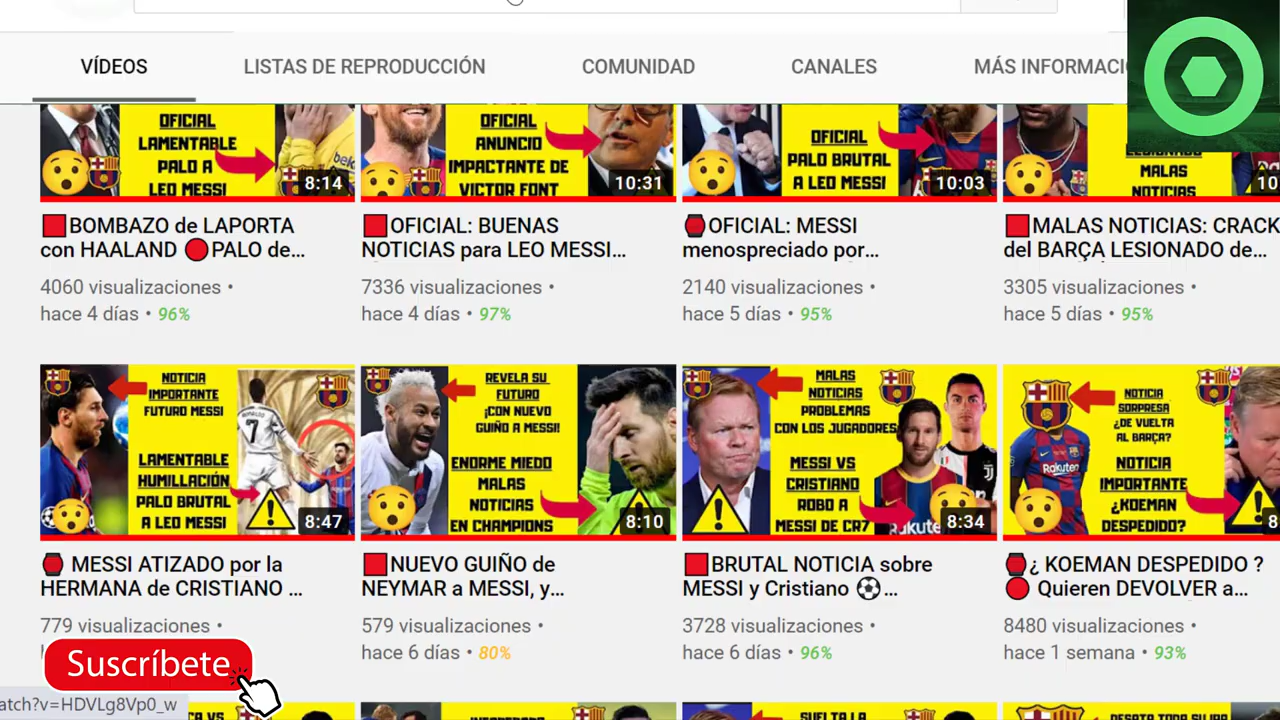 VÍDEOS
LISTAS DE REPRODUCCIÓN
COMUNIDAD
CANALES
MÁS INFORMACIÓ
OFICIAL
LAMENTABLE
PALO A
LEO MESSI
8:14
OFICIAL
ANUNCIO
IMPACTANTE DE
VICTOR FONT
10:31
OFICIAL
PALO BRUTAL
A LEO MESSI
10:03
MALAS
NOTICIAS
10
BOMBAZO de LAPORTA
con HAALAND 🔴PALO de...
4060 visualizaciones •
hace 4 días • 96%
OFICIAL: BUENAS
NOTICIAS para LEO MESSI...
7336 visualizaciones •
hace 4 días • 97%
OFICIAL: MESSI
menospreciado por...
2140 visualizaciones •
hace 5 días • 95%
MALAS NOTICIAS: CRACK
del BARÇA LESIONADO de...
3305 visualizaciones •
hace 5 días • 95%
NOTICIA
IMPORTANTE
FUTURO MESSI
LAMENTABLE
HUMILLACIÓN
PALO BRUTAL
A LEO MESSI
RONALDO
7
8:47
REVELA SU
FUTURO
¡CON NUEVO
GUIÑO A MESSI!
ENORME MIEDO
MALAS
NOTICIAS
EN CHAMPIONS
8:10
MALAS
NOTICIAS
PROBLEMAS
CON LOS JUGADORES
MESSI VS
CRISTIANO
ROBO A
MESSI DE CR7
Rakute
8:34
NOTICIA
SORPRESA
¿DE VUELTA
AL BARÇA?
NOTICIA
IMPORTANTE
¿KOEMAN
DESPEDIDO?
Rakuten
8
MESSI ATIZADO por la
HERMANA de CRISTIANO ...
779 visualizaciones •
NUEVO GUIÑO de
NEYMAR a MESSI, y...
579 visualizaciones •
hace 6 días • 80%
BRUTAL NOTICIA sobre
MESSI y Cristiano ⚽...
3728 visualizaciones •
hace 6 días • 96%
¿ KOEMAN DESPEDIDO ?
🔴 Quieren DEVOLVER a...
8480 visualizaciones •
hace 1 semana • 93%
Suscríbete
atch?v=HDVLg8Vp0_w